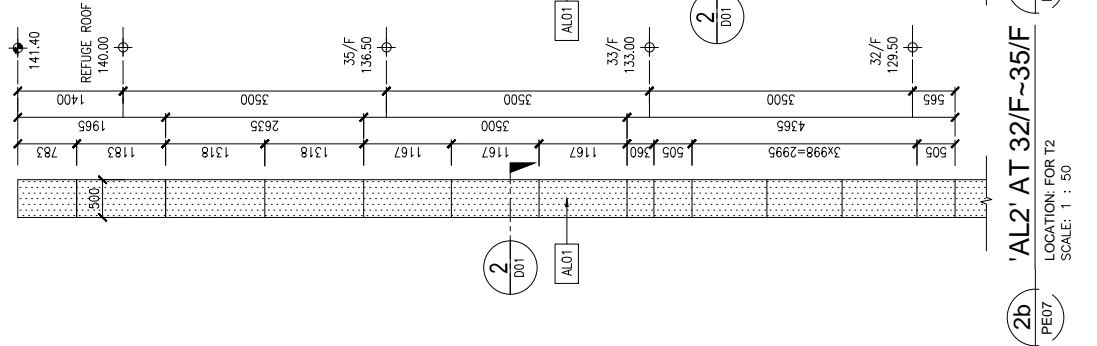 141.40
REFUGE ROOF
140.00
35/F
136.50
33/F
133.00
32/F
129.50
1400
3500
3500
3500
565
1965
2635
3500
4365
783
1183
1318
1318
1167
1167
1167
360
505
3x998=2995
505
500
2
D01
AL01
AL01
2
D01
2b
PE07
'AL2' AT 32/F~35/F
LOCATION: FOR T2
SCALE: 1 : 50